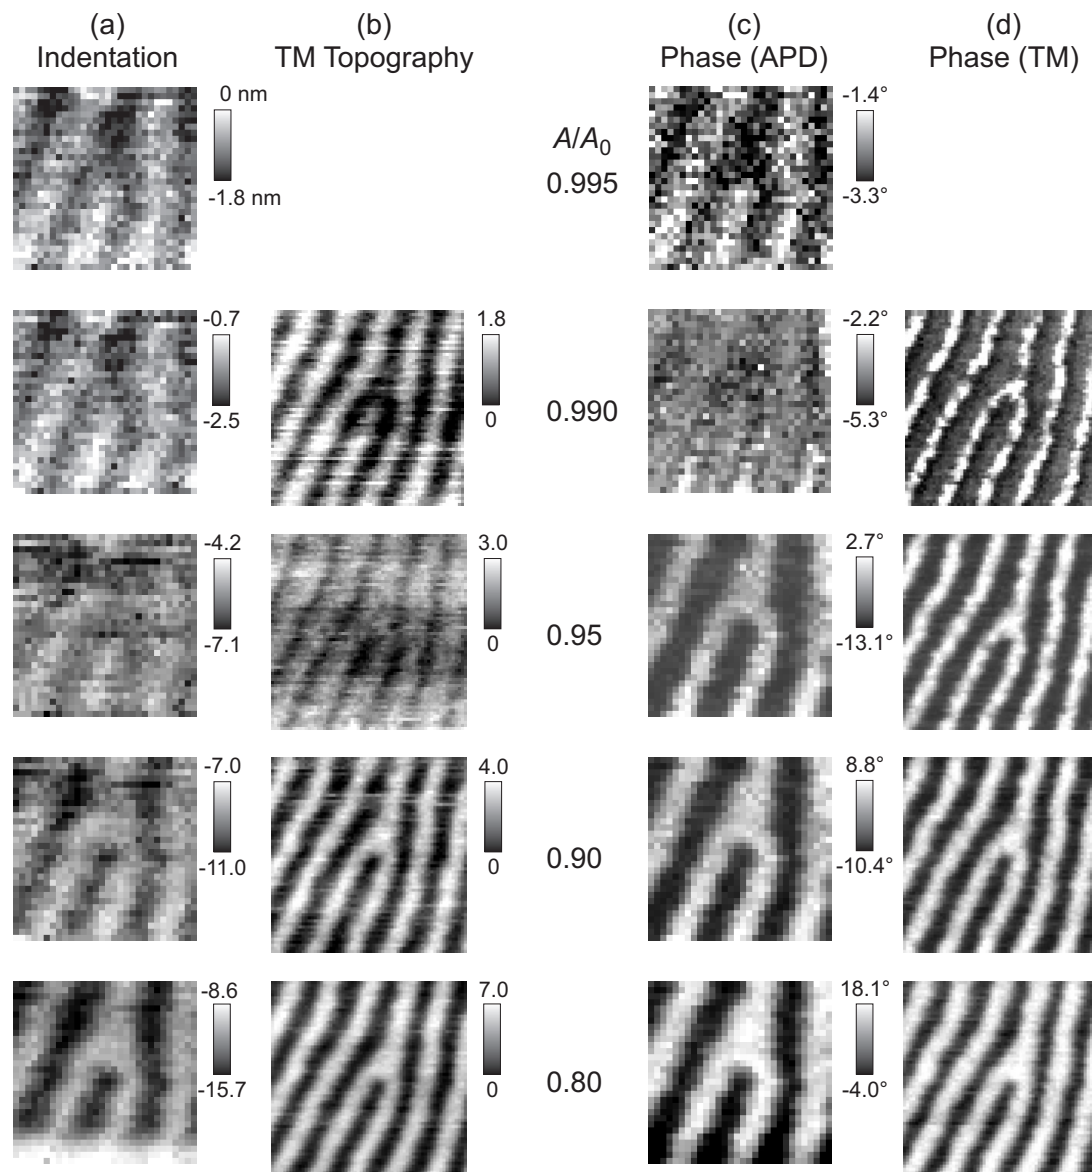 (a)
Indentation
(b)
TM Topography
(c)
Phase (APD)
(d)
Phase (TM)
0 nm
-1.8 nm
A/A0
0.995
-1.4°
-3.3°
-0.7
-2.5
1.8
0
0.990
-2.2°
-5.3°
-4.2
-7.1
3.0
0
0.95
2.7°
-13.1°
-7.0
-11.0
4.0
0
0.90
8.8°
-10.4°
-8.6
-15.7
7.0
0
0.80
18.1°
-4.0°